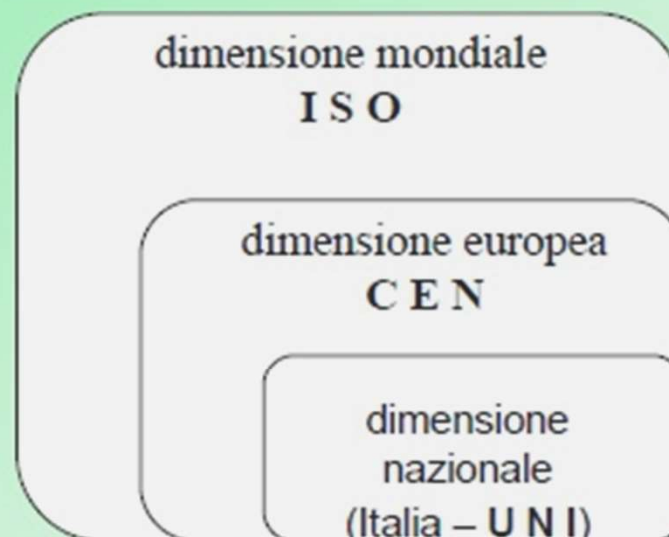 dimensione mondiale
I S O
dimensione europea
C E N
dimensione
nazionale
(Italia – U N I)